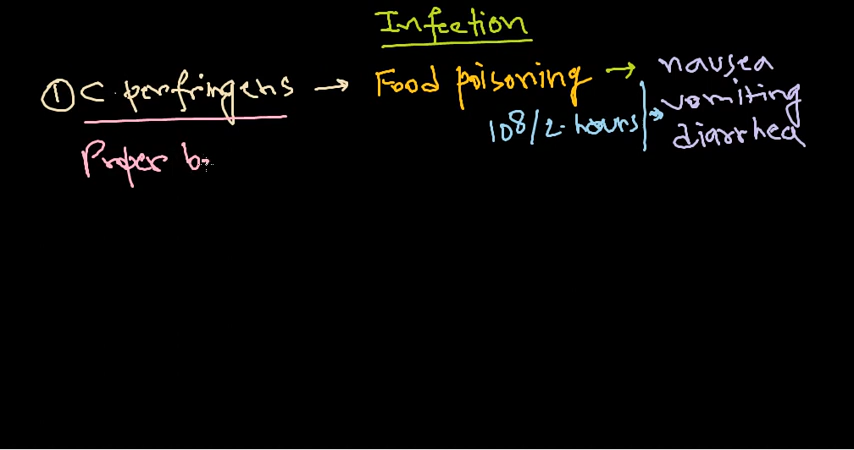 Infection
① C. perfringens → Food poisoning → nausea
108/2 hours → vomiting
diarrhea
Proper b